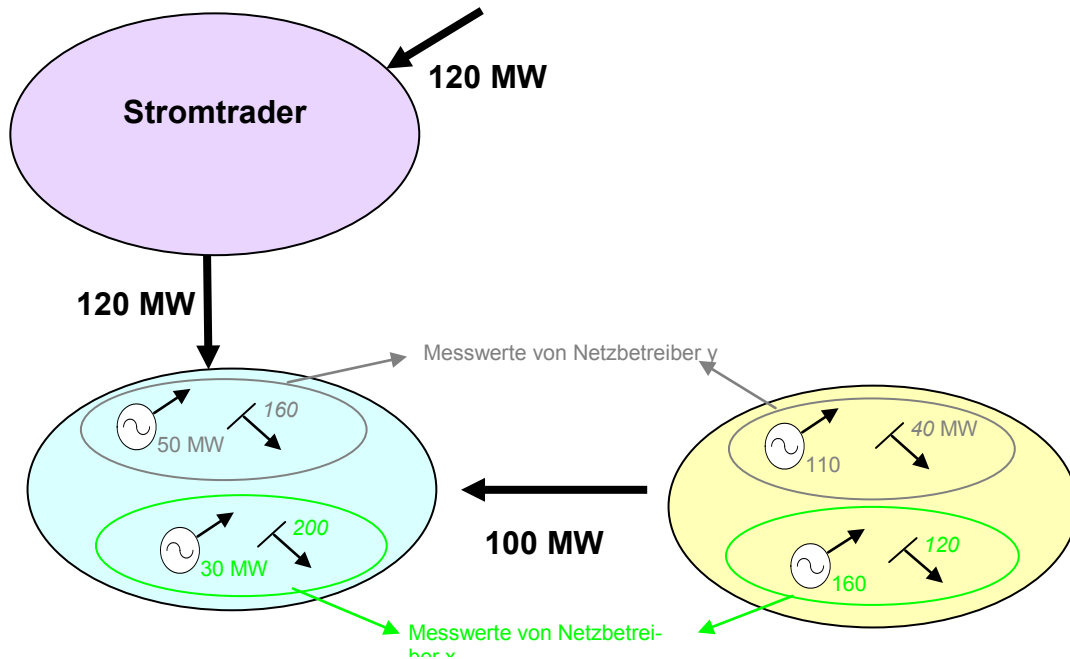 120 MW
Stromtrader
120 MW
Messwerte von Netzbetreiber y
160
50 MW
40 MW
110
200
30 MW
100 MW
120
160
Messwerte von Netzbetrei-
ber x